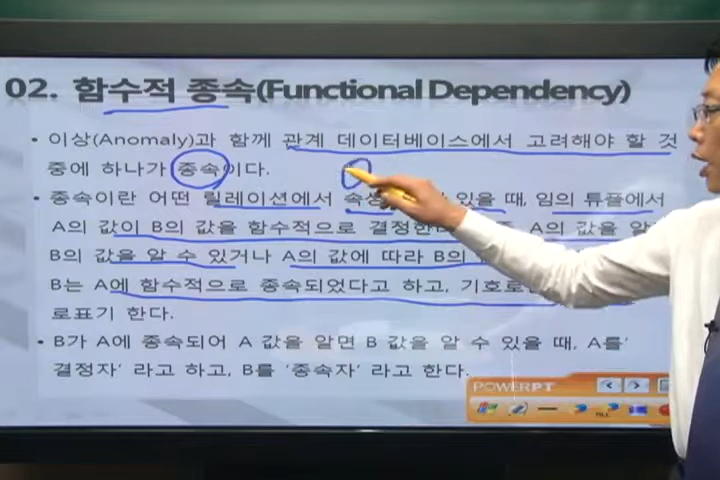 02. 함수적 종속(Functional Dependency)
• 이상(Anomaly)과 함께 관계 데이터베이스에서 고려해야 할 것
중에 하나가 종속이다.
• 종속이란 어떤 릴레이션에서 속성 있을 때, 임의 튜플에서
A의 값이 B의 값을 함수적으로 결정한 A의 값을 알
B의 값을 알 수 있거나 A의 값에 따라 B의
B는 A에 함수적으로 종속되었다고 하고, 기호로
로표기 한다.
• B가 A에 종속되어 A 값을 알면 B 값을 알 수 있을 때, A를'
결정자' 라고 하고, B를 '종속자' 라고 한다.
POWERPT